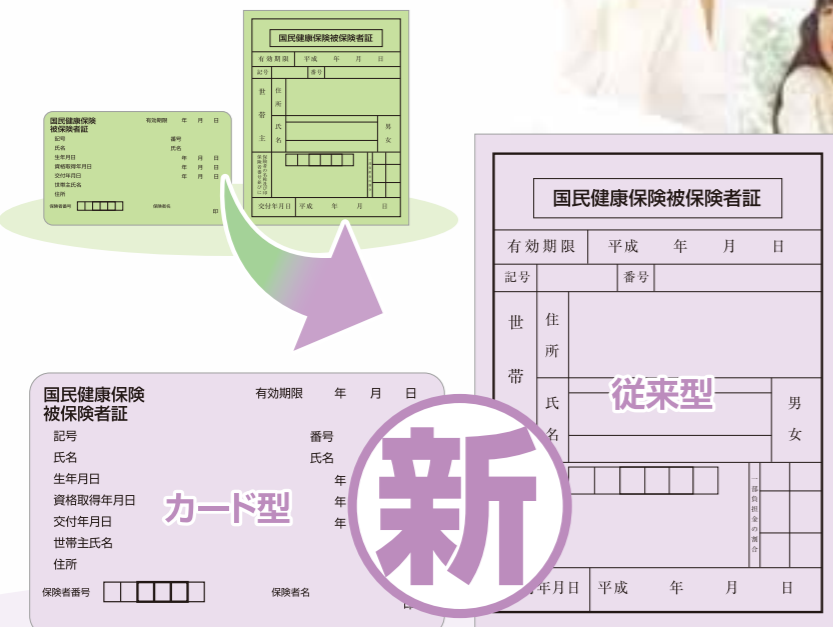 国民健康保険
被保険者証
有効期限 年 月 日
記号 番号
氏名 氏名
生年月日 年 月 日
資格取得年月日 年 月 日
交付年月日 年 月 日
世帯主氏名
住所
保険者番号 保険者名
印
国民健康保険被保険者証
有効期限 平成 年 月 日
記号 番号
世帯主
住所
氏名
男
女
交付年月日 平成 年 月 日
国民健康保険
被保険者証
有効期限 年 月 日
記号 番号
氏名 氏名
生年月日 年
資格取得年月日 年
交付年月日 年
世帯主氏名
住所
保険者番号 保険者名
カード型
新
国民健康保険被保険者証
有効期限 平成 年 月 日
記号 番号
世帯
住所
氏名
男
女
従来型
一部負担金の割合
年月日 平成 年 月 日